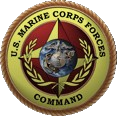 U.S. MARINE CORPS FORCES
COMMAND